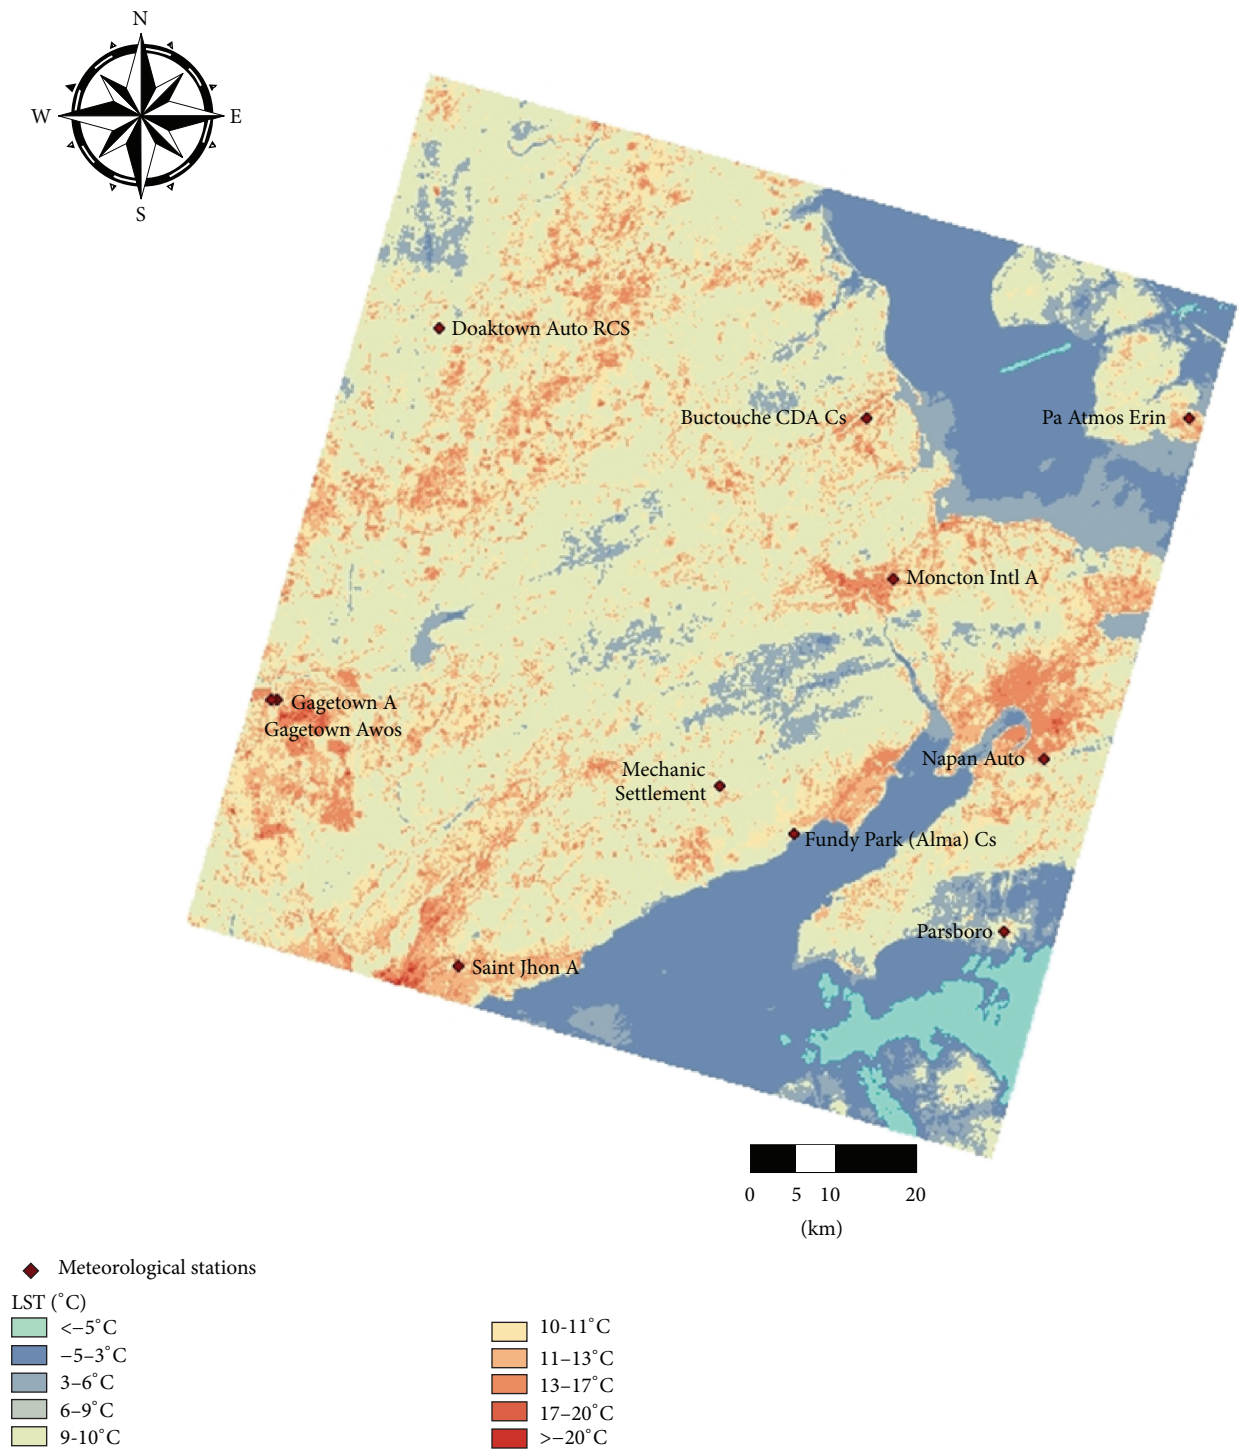 N
W
E
S
Doaktown Auto RCS
Buctouche CDA Cs
Pa Atmos Erin
Moncton Intl A
Gagetown A
Gagetown Awos
Napan Auto
Mechanic
Settlement
Fundy Park (Alma) Cs
Parsboro
Saint Jhon A
0 5 10 20
(km)
Meteorological stations
LST (°C)
<−5°C
−5–3°C
3–6°C
6–9°C
9-10°C
10-11°C
11–13°C
13–17°C
17–20°C
>−20°C